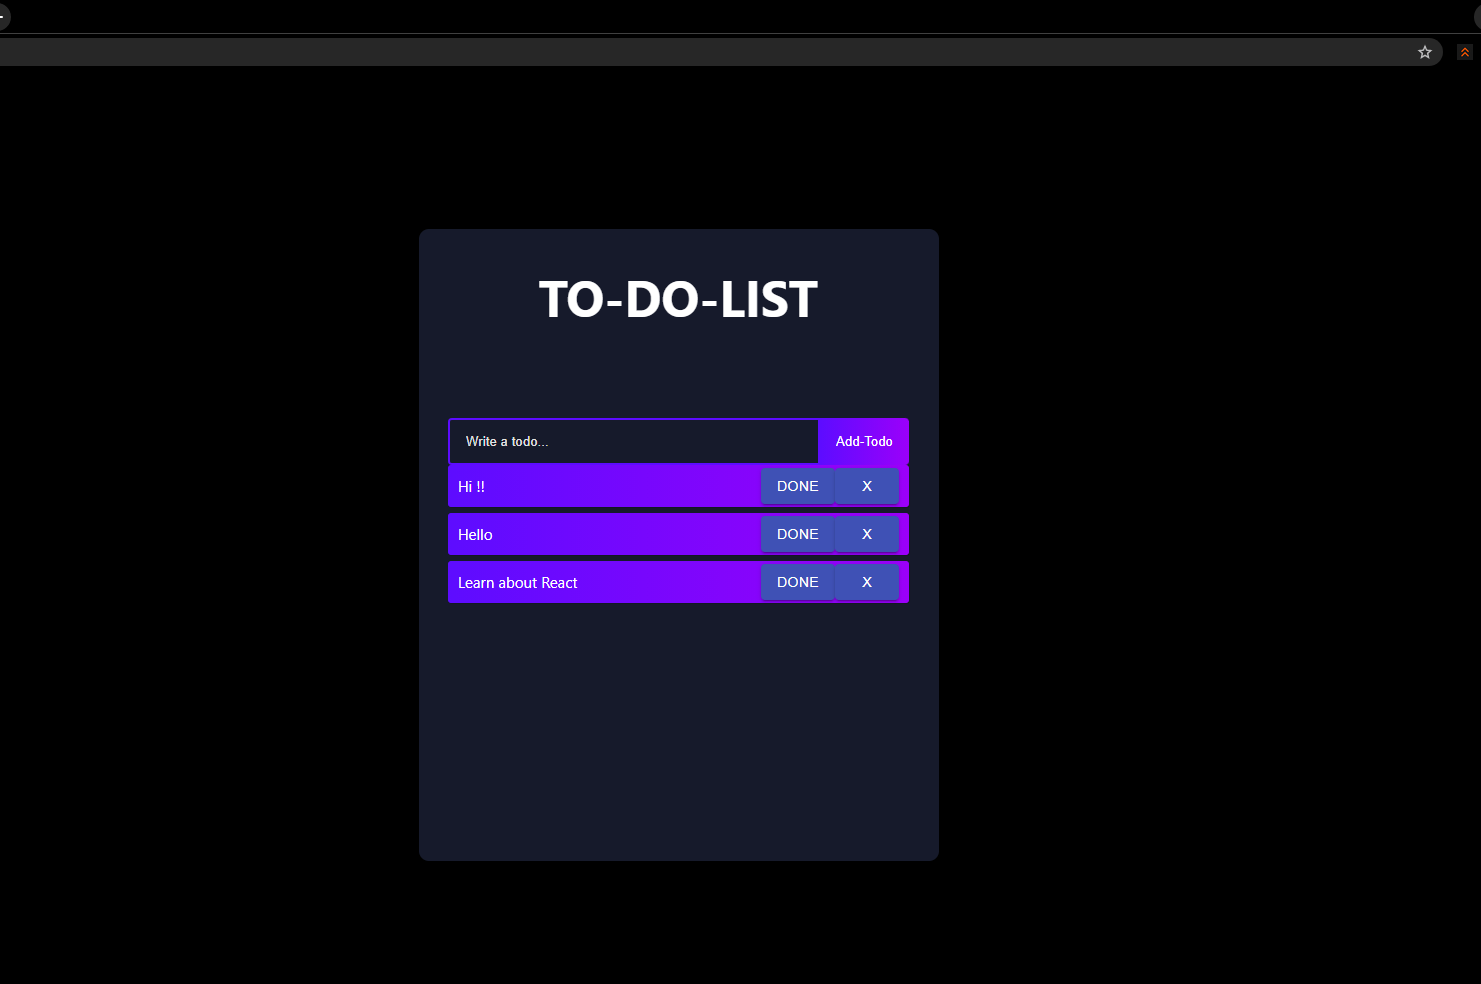 TO-DO-LIST
Write a todo... Add-Todo
Hi !! DONE X
Hello DONE X
Learn about React DONE X